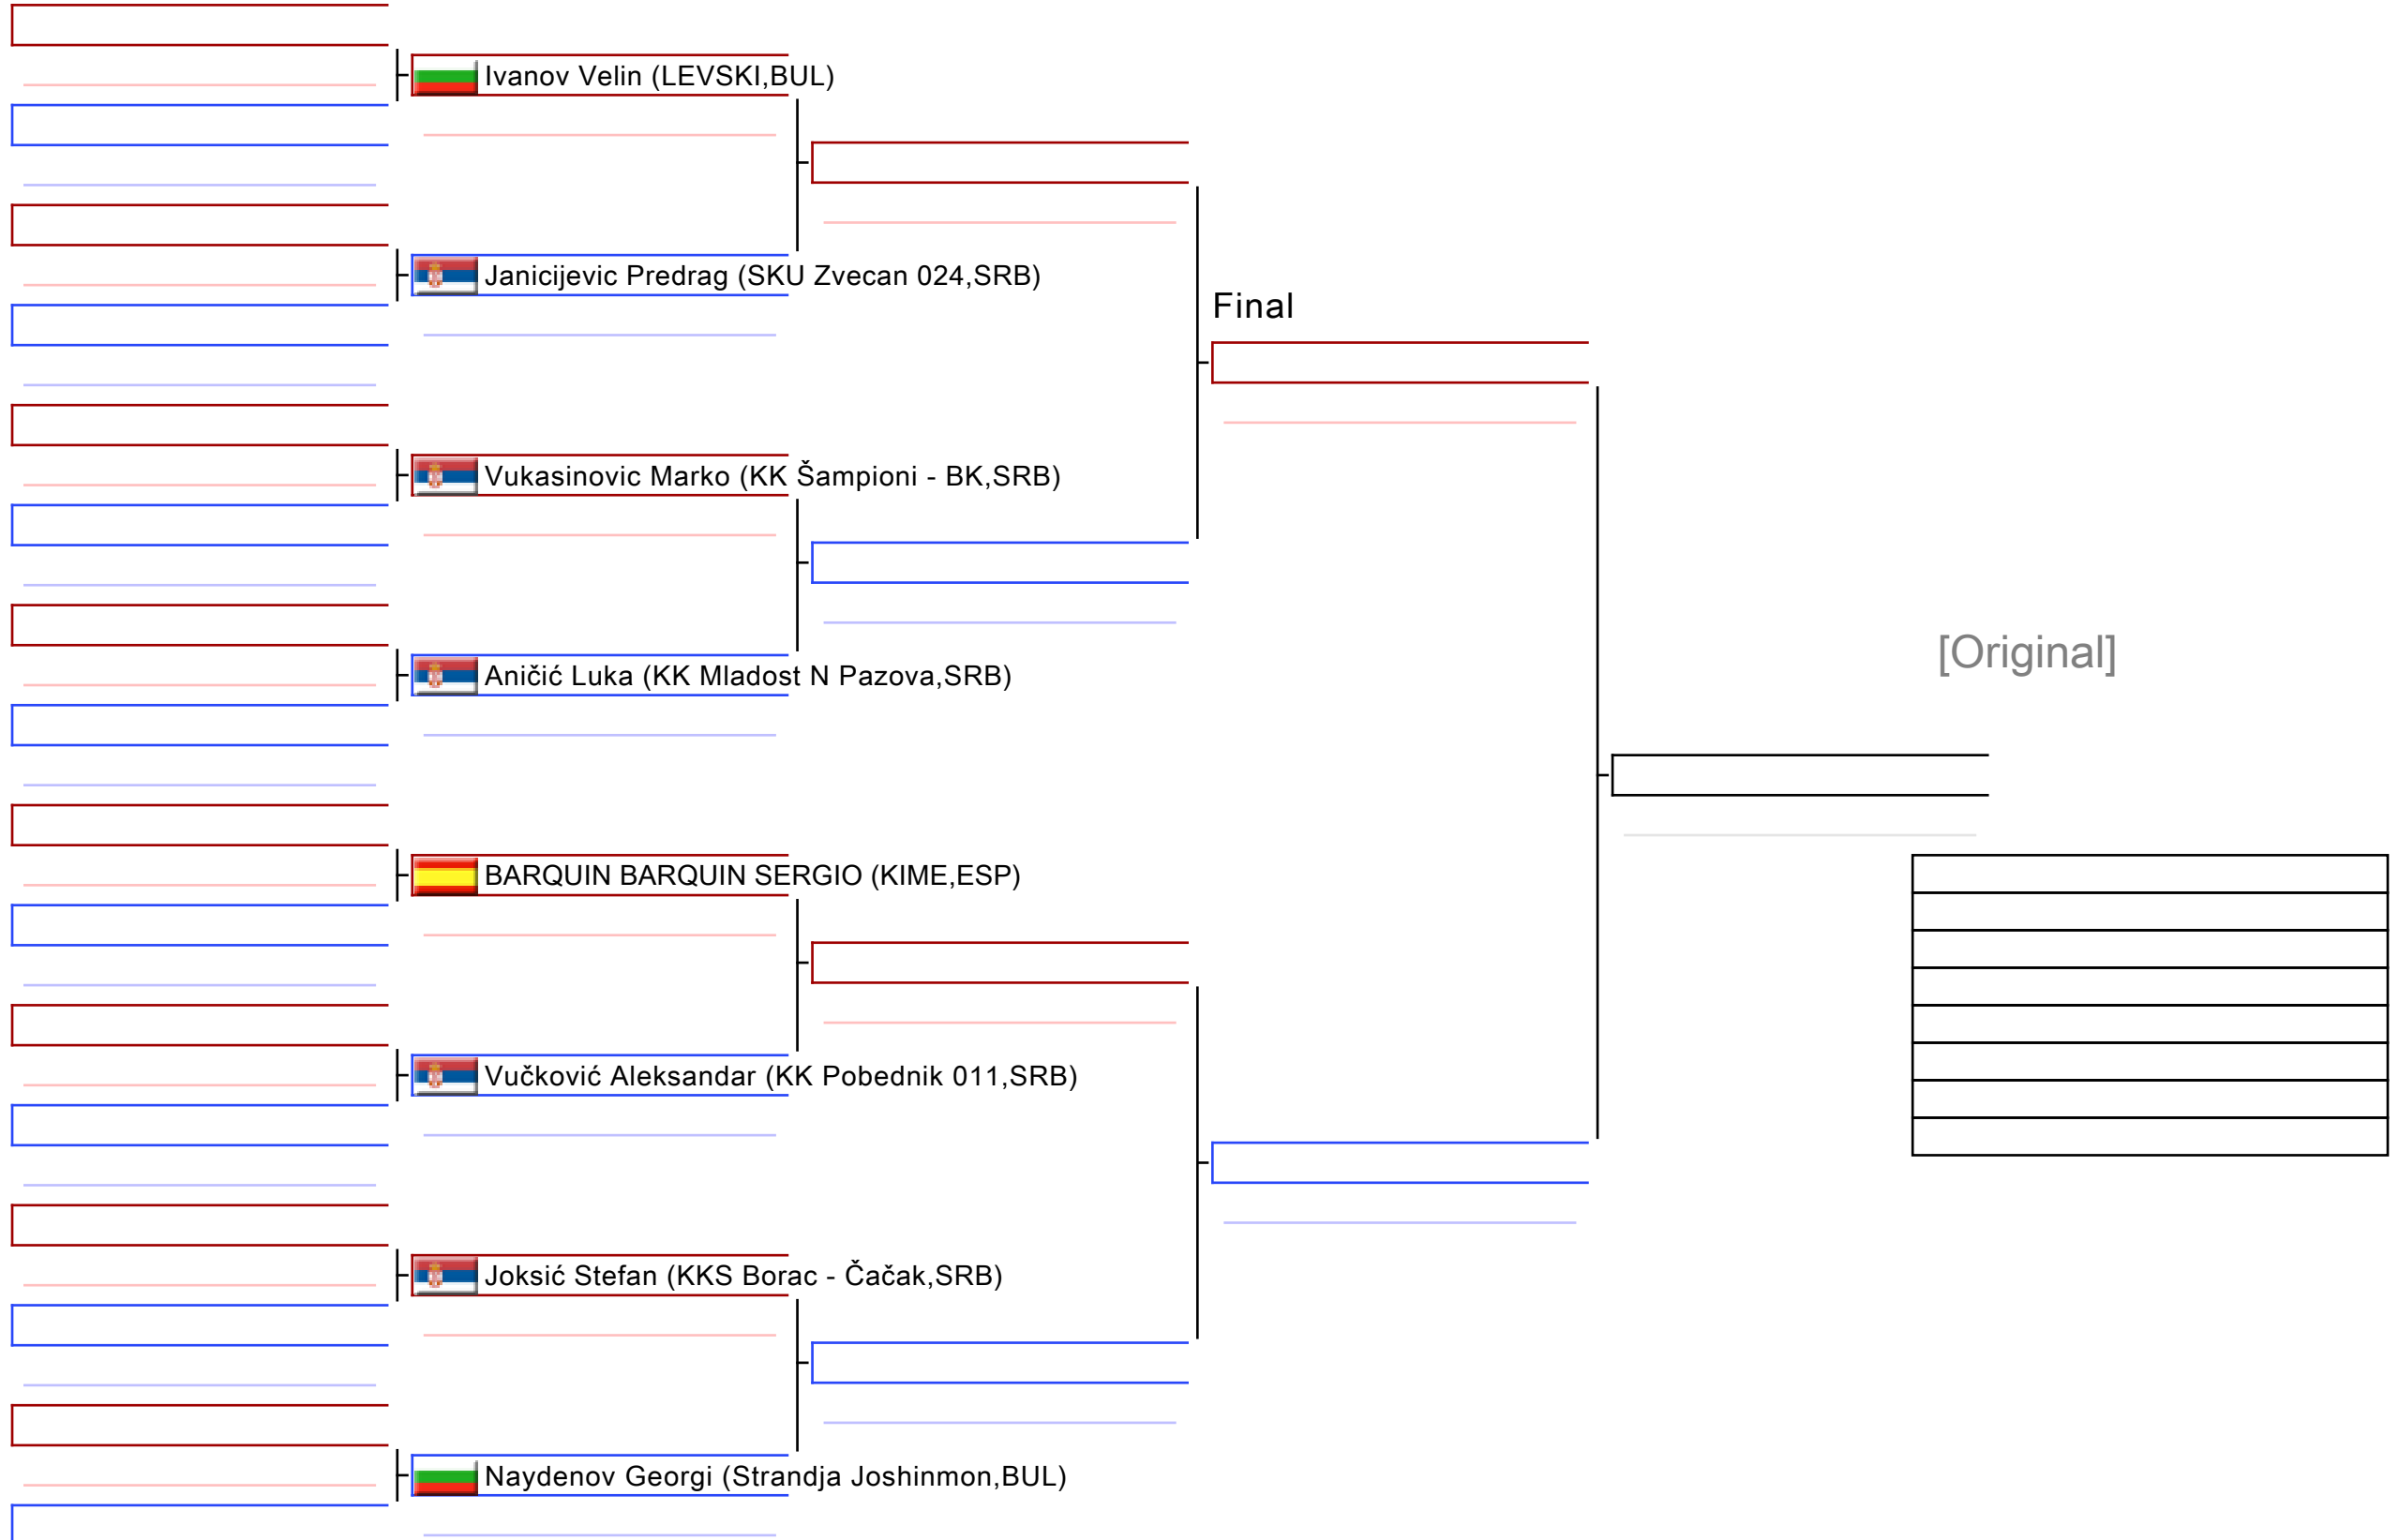 Ivanov Velin (LEVSKI,BUL)
Janicijevic Predrag (SKU Zvecan 024,SRB)
Final
Vukasinovic Marko (KK Šampioni - BK,SRB)
Aničić Luka (KK Mladost N Pazova,SRB)
[Original]
BARQUIN BARQUIN SERGIO (KIME,ESP)
Vučković Aleksandar (KK Pobednik 011,SRB)
Joksić Stefan (KKS Borac - Čačak,SRB)
Naydenov Georgi (Strandja Joshinmon,BUL)